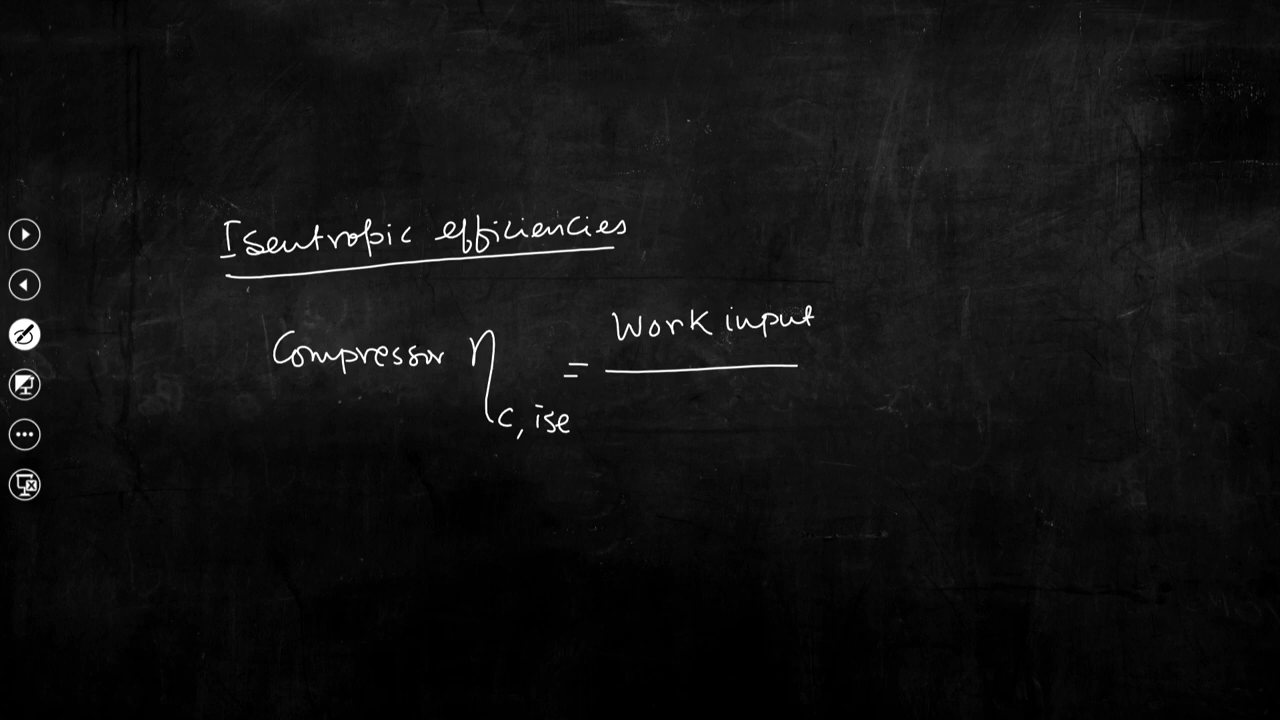 Isentropic efficiencies
Work input
Compressor η =
c, ise